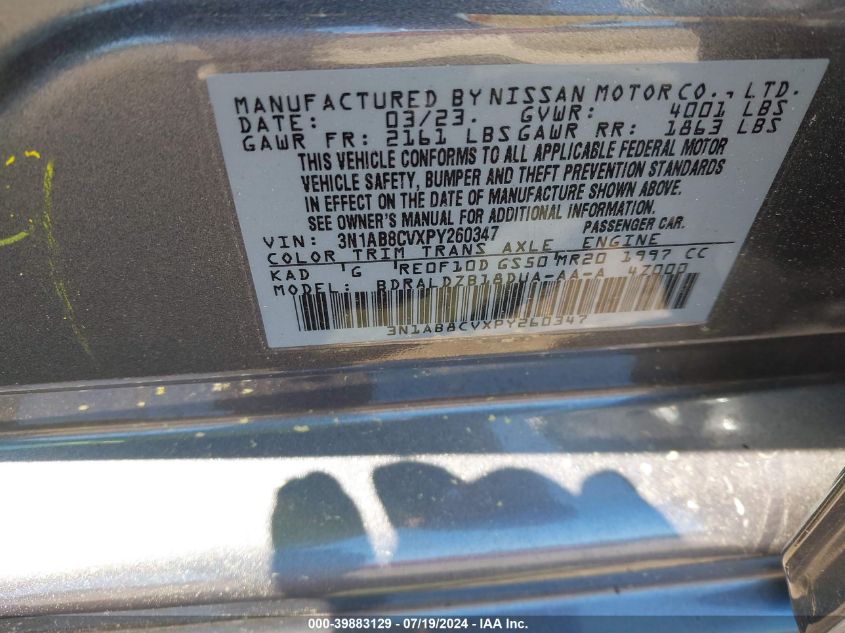 MANUFACTURED BY NISSAN MOTOR CO., LTD.
DATE: 03/23. GVWR: 4001 LBS
GAWR FR: 2161 LBS GAWR RR: 1863 LBS
THIS VEHICLE CONFORMS TO ALL APPLICABLE FEDERAL MOTOR
VEHICLE SAFETY, BUMPER AND THEFT PREVENTION STANDARDS
IN EFFECT ON THE DATE OF MANUFACTURE SHOWN ABOVE.
SEE OWNER'S MANUAL FOR ADDITIONAL INFORMATION.
VIN: 3N1AB8CVXPY260347 PASSENGER CAR.
COLOR TRIM TRANS AXLE ENGINE
KAD G RE0F10D GS50 MR20 1997 CC
MODEL: BDRALDZB18DUA-AA-A 4Z000
3N1AB8CVXPY260347
000-39883129 - 07/19/2024 - IAA Inc.